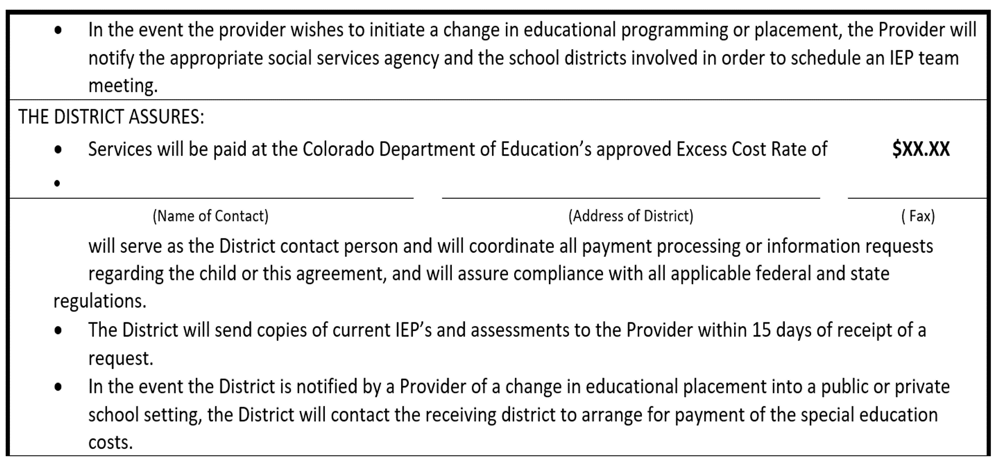 • In the event the provider wishes to initiate a change in educational programming or placement, the Provider will
notify the appropriate social services agency and the school districts involved in order to schedule an IEP team
meeting.
THE DISTRICT ASSURES:
• Services will be paid at the Colorado Department of Education’s approved Excess Cost Rate of $XX.XX
•
(Name of Contact) (Address of District) ( Fax)
will serve as the District contact person and will coordinate all payment processing or information requests
regarding the child or this agreement, and will assure compliance with all applicable federal and state
regulations.
• The District will send copies of current IEP’s and assessments to the Provider within 15 days of receipt of a
request.
• In the event the District is notified by a Provider of a change in educational placement into a public or private
school setting, the District will contact the receiving district to arrange for payment of the special education
costs.